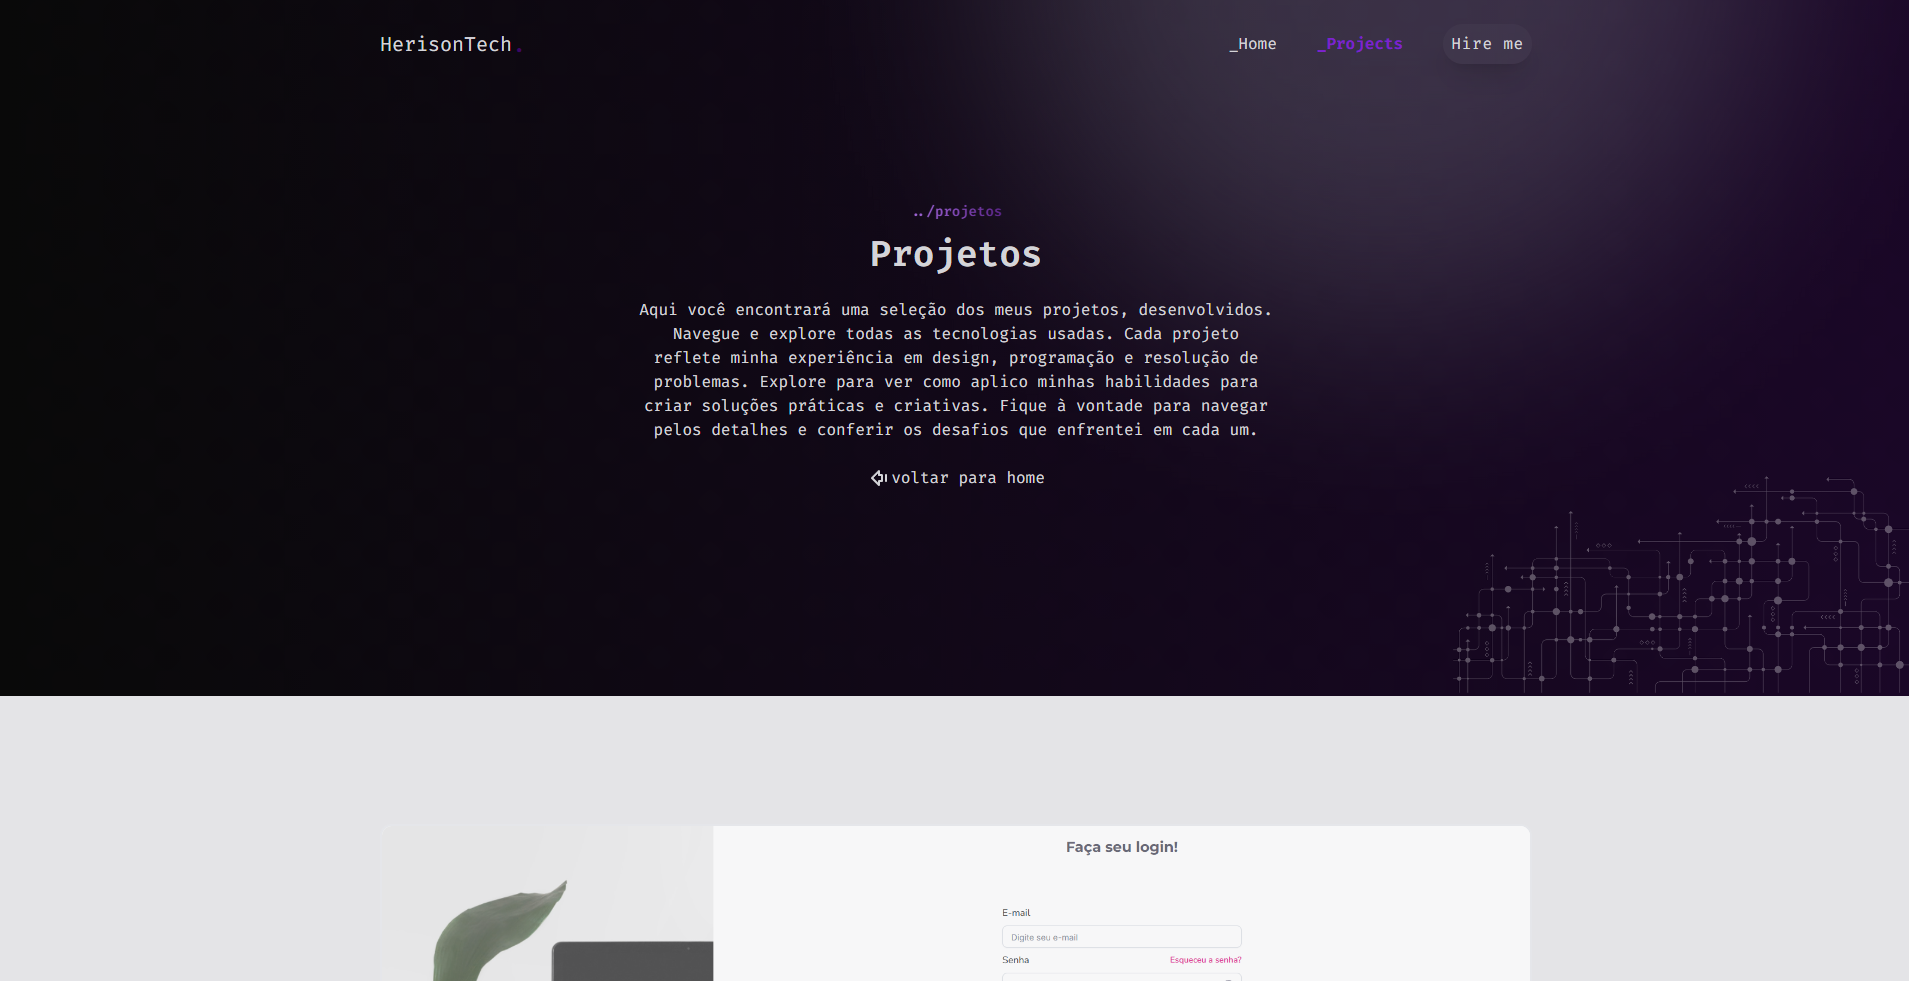 HerisonTech.
_Home
_Projects
Hire me
../projetos
Projetos
Aqui você encontrará uma seleção dos meus projetos, desenvolvidos.
Navegue e explore todas as tecnologias usadas. Cada projeto
reflete minha experiência em design, programação e resolução de
problemas. Explore para ver como aplico minhas habilidades para
criar soluções práticas e criativas. Fique à vontade para navegar
pelos detalhes e conferir os desafios que enfrentei em cada um.
voltar para home
Faça seu login!
E-mail
Digite seu e-mail
Senha
Esqueceu a senha?